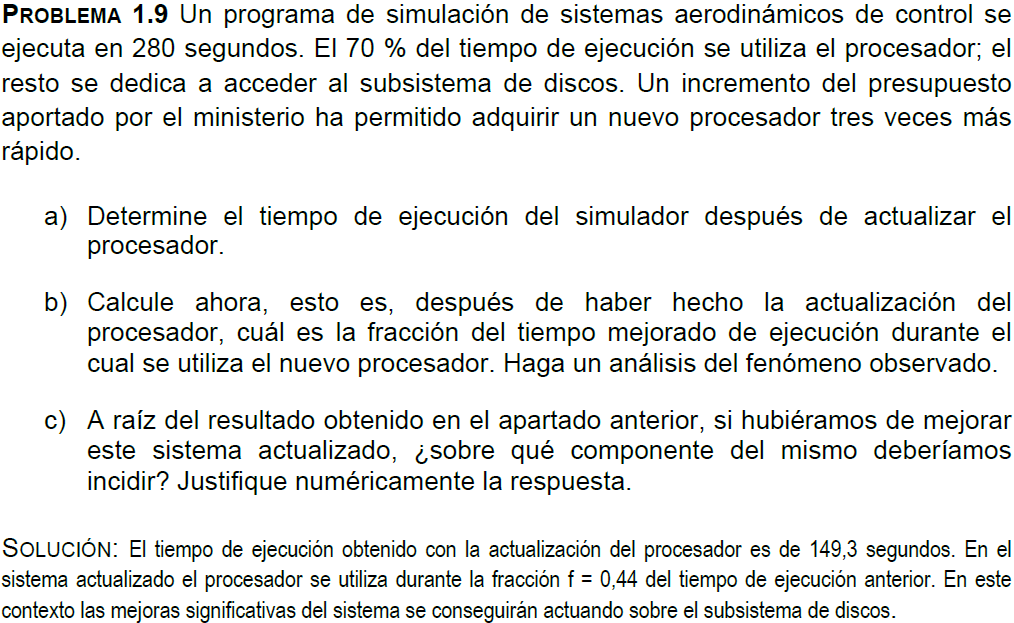 PROBLEMA 1.9 Un programa de simulación de sistemas aerodinámicos de control se
ejecuta en 280 segundos. El 70 % del tiempo de ejecución se utiliza el procesador; el
resto se dedica a acceder al subsistema de discos. Un incremento del presupuesto
aportado por el ministerio ha permitido adquirir un nuevo procesador tres veces más
rápido.
a) Determine el tiempo de ejecución del simulador después de actualizar el
procesador.
b) Calcule ahora, esto es, después de haber hecho la actualización del
procesador, cuál es la fracción del tiempo mejorado de ejecución durante el
cual se utiliza el nuevo procesador. Haga un análisis del fenómeno observado.
c) A raíz del resultado obtenido en el apartado anterior, si hubiéramos de mejorar
este sistema actualizado, ¿sobre qué componente del mismo deberíamos
incidir? Justifique numéricamente la respuesta.
SOLUCIÓN: El tiempo de ejecución obtenido con la actualización del procesador es de 149,3 segundos. En el
sistema actualizado el procesador se utiliza durante la fracción f = 0,44 del tiempo de ejecución anterior. En este
contexto las mejoras significativas del sistema se conseguirán actuando sobre el subsistema de discos.